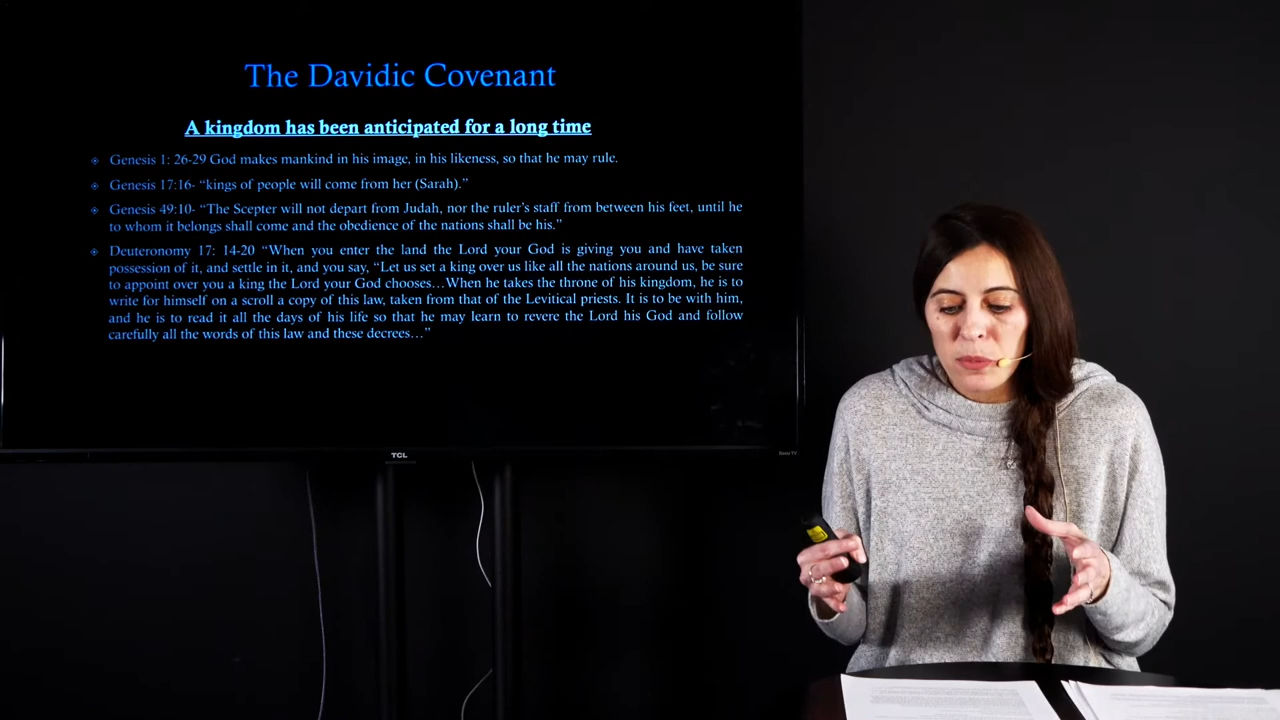 The Davidic Covenant
A kingdom has been anticipated for a long time
Genesis 1: 26-29 God makes mankind in his image, in his likeness, so that he may rule.
Genesis 17:16- “kings of people will come from her (Sarah).”
Genesis 49:10- “The Scepter will not depart from Judah, nor the ruler’s staff from between his feet, until he
to whom it belongs shall come and the obedience of the nations shall be his.”
Deuteronomy 17: 14-20 “When you enter the land the Lord your God is giving you and have taken
possession of it, and settle in it, and you say, “Let us set a king over us like all the nations around us, be sure
to appoint over you a king the Lord your God chooses…When he takes the throne of his kingdom, he is to
write for himself on a scroll a copy of this law, taken from that of the Levitical priests. It is to be with him,
and he is to read it all the days of his life so that he may learn to revere the Lord his God and follow
carefully all the words of this law and these decrees…”
TCL
Roku TV